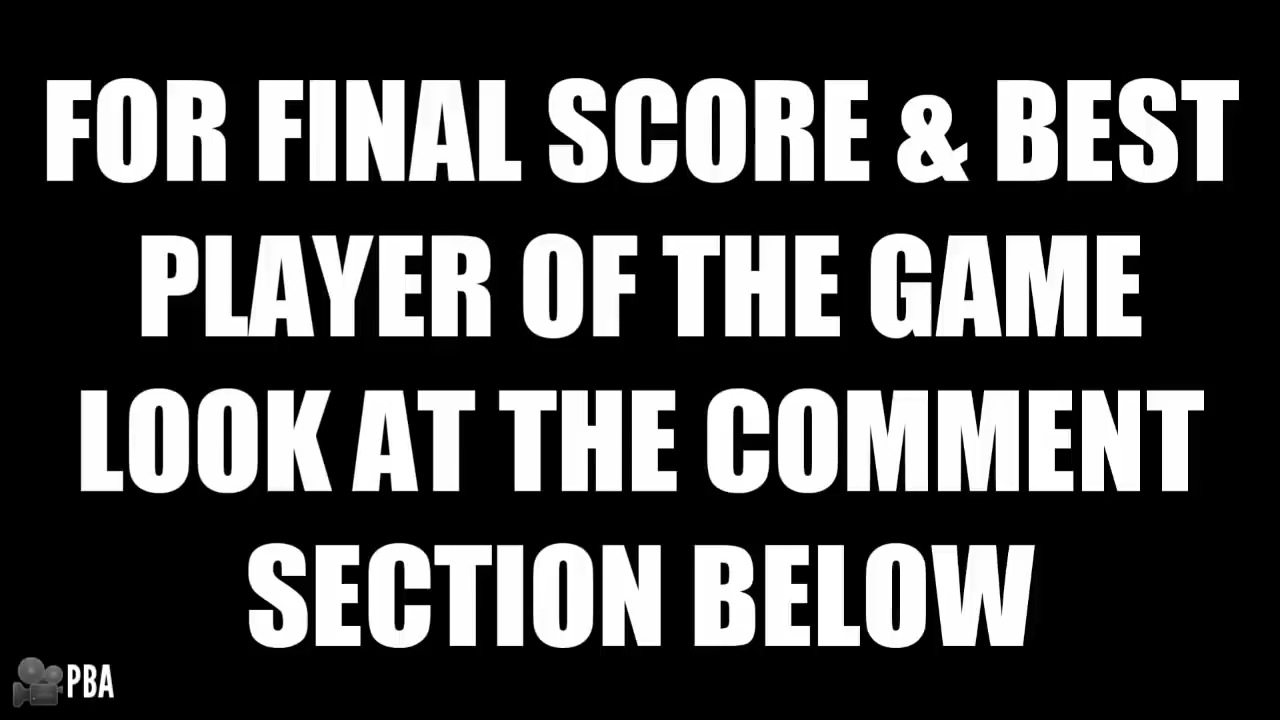 FOR FINAL SCORE & BEST
PLAYER OF THE GAME
LOOK AT THE COMMENT
SECTION BELOW
PBA